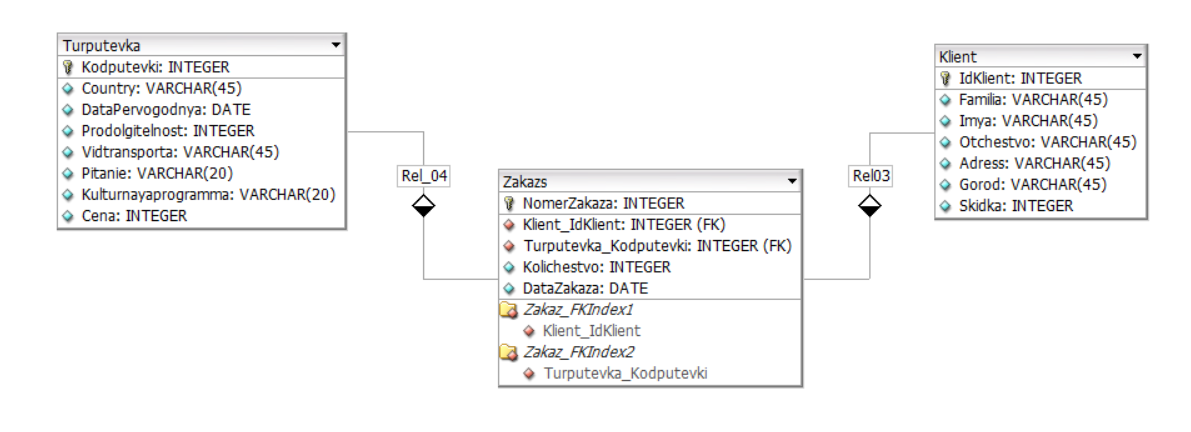 Turputevka
Kodputevki: INTEGER
Country: VARCHAR(45)
DataPervogodnya: DATE
Prodolgitelnost: INTEGER
Vidtransporta: VARCHAR(45)
Pitanie: VARCHAR(20)
Kulturnayaprogramma: VARCHAR(20)
Cena: INTEGER
Rel_04
Zakazs
NomerZakaza: INTEGER
Klient_IdKlient: INTEGER (FK)
Turputevka_Kodputevki: INTEGER (FK)
Kolichestvo: INTEGER
DataZakaza: DATE
Zakaz_FKIndex1
Klient_IdKlient
Zakaz_FKIndex2
Turputevka_Kodputevki
Rel03
Klient
IdKlient: INTEGER
Familia: VARCHAR(45)
Imya: VARCHAR(45)
Otchestvo: VARCHAR(45)
Adress: VARCHAR(45)
Gorod: VARCHAR(45)
Skidka: INTEGER